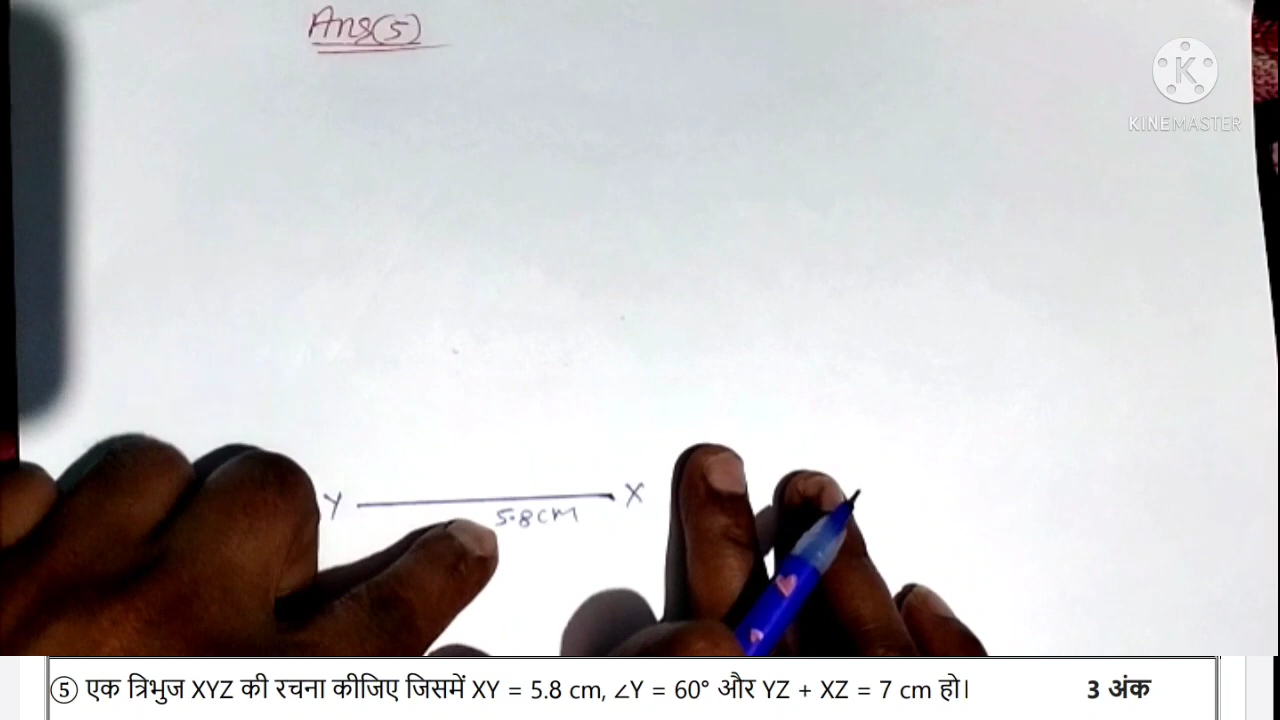 Ans(5)
KINEMASTER
Y X
5.8cm
⑤ एक त्रिभुज XYZ की रचना कीजिए जिसमें XY = 5.8 cm, ∠Y = 60° और YZ + XZ = 7 cm हो। 3 अंक